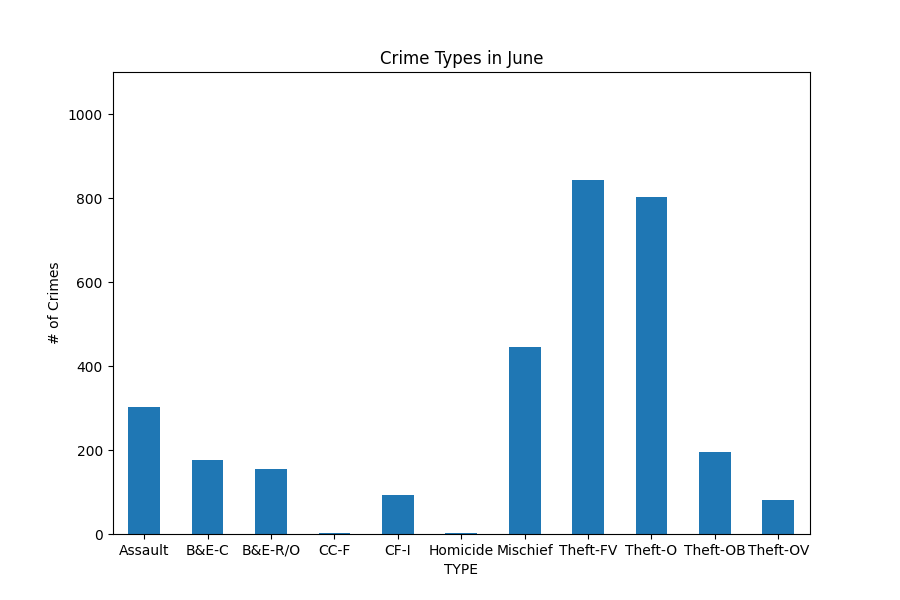 Crime Types in June
1000
800
600
400
200
0
# of Crimes
Assault B&E-C B&E-R/O CC-F CF-I Homicide Mischief Theft-FV Theft-O Theft-OB Theft-OV
TYPE